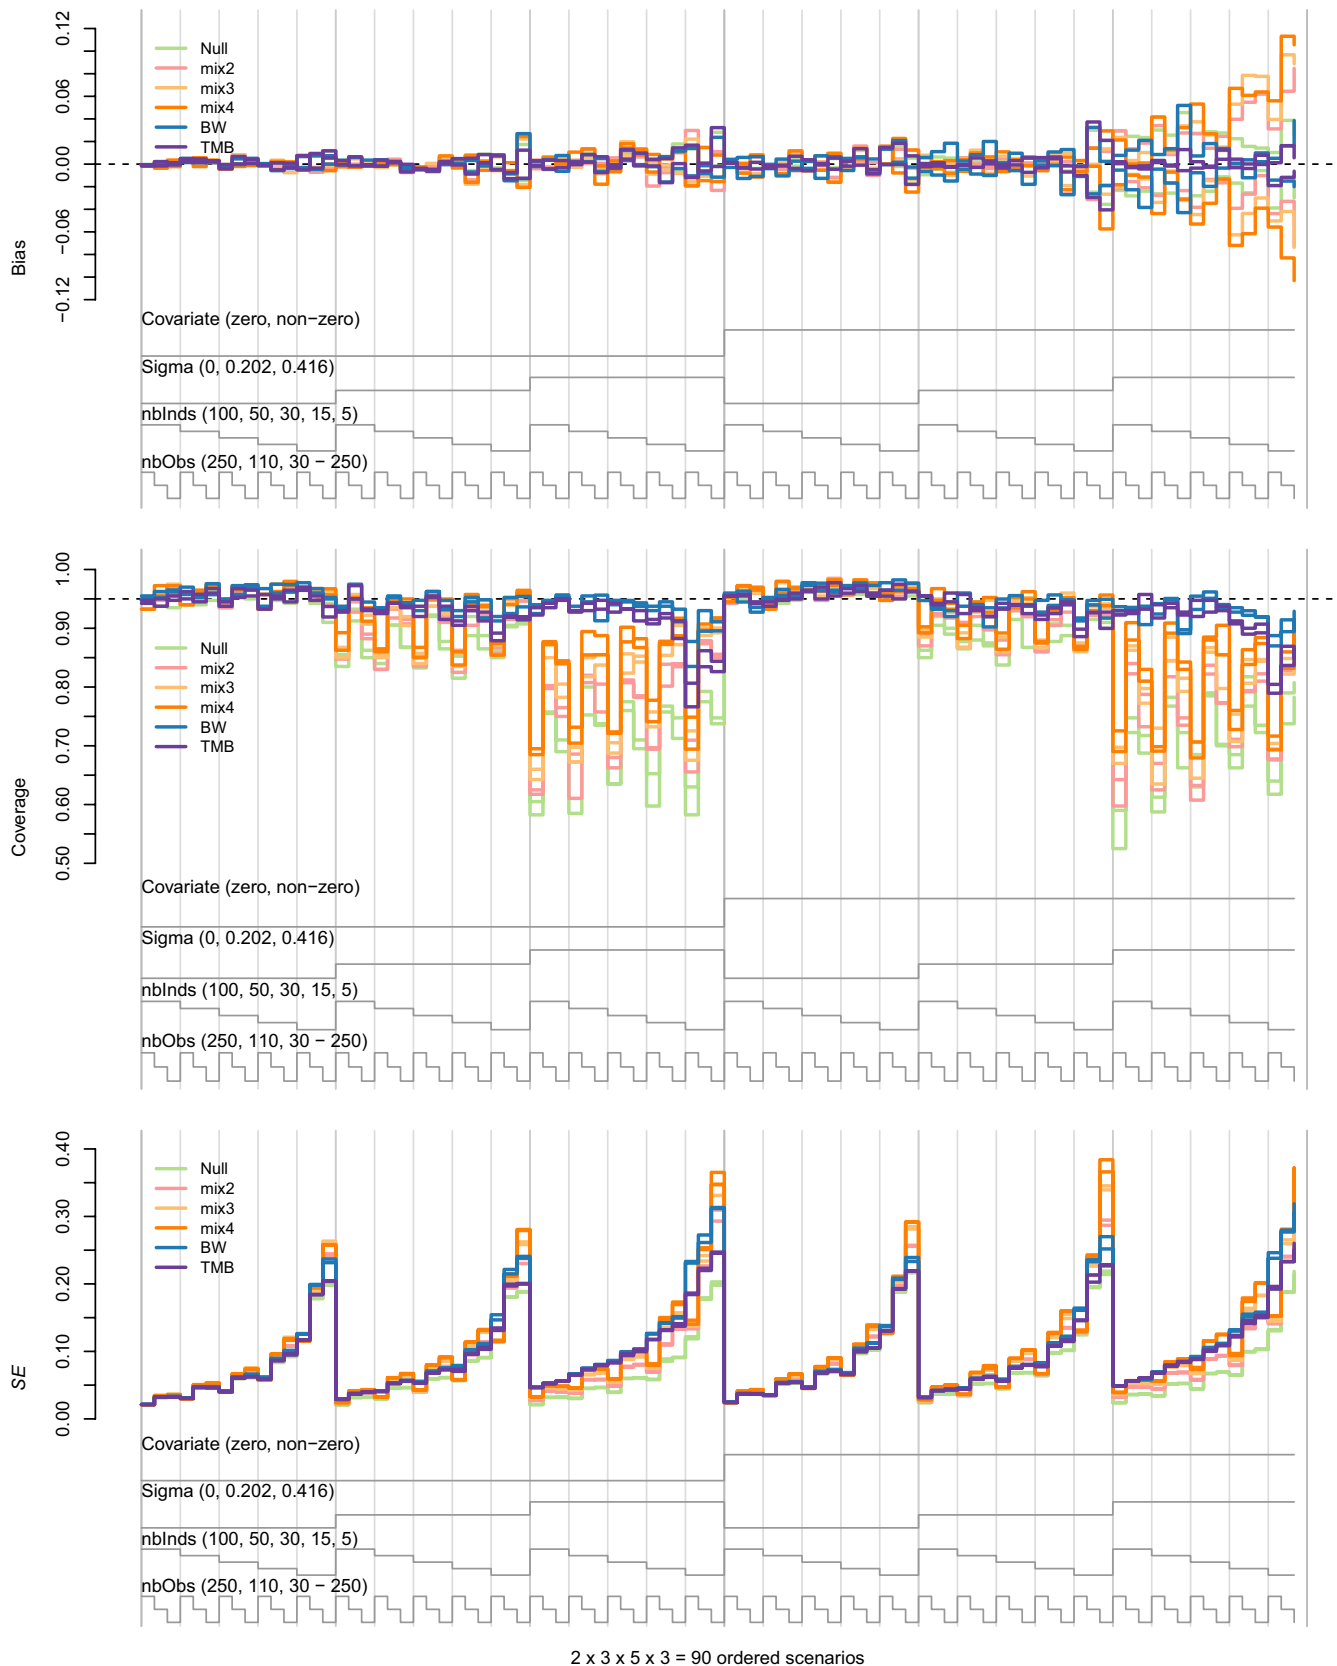 0.12
0.06
0.00
−0.06
−0.12
Bias
Null
mix2
mix3
mix4
BW
TMB
Covariate (zero, non−zero)
Sigma (0, 0.202, 0.416)
nbInds (100, 50, 30, 15, 5)
nbObs (250, 110, 30 − 250)
1.00
0.90
0.80
0.70
0.60
0.50
Coverage
Null
mix2
mix3
mix4
BW
TMB
Covariate (zero, non−zero)
Sigma (0, 0.202, 0.416)
nbInds (100, 50, 30, 15, 5)
nbObs (250, 110, 30 − 250)
0.40
0.30
0.20
0.10
0.00
SE
Null
mix2
mix3
mix4
BW
TMB
Covariate (zero, non−zero)
Sigma (0, 0.202, 0.416)
nbInds (100, 50, 30, 15, 5)
nbObs (250, 110, 30 − 250)
2 x 3 x 5 x 3 = 90 ordered scenarios